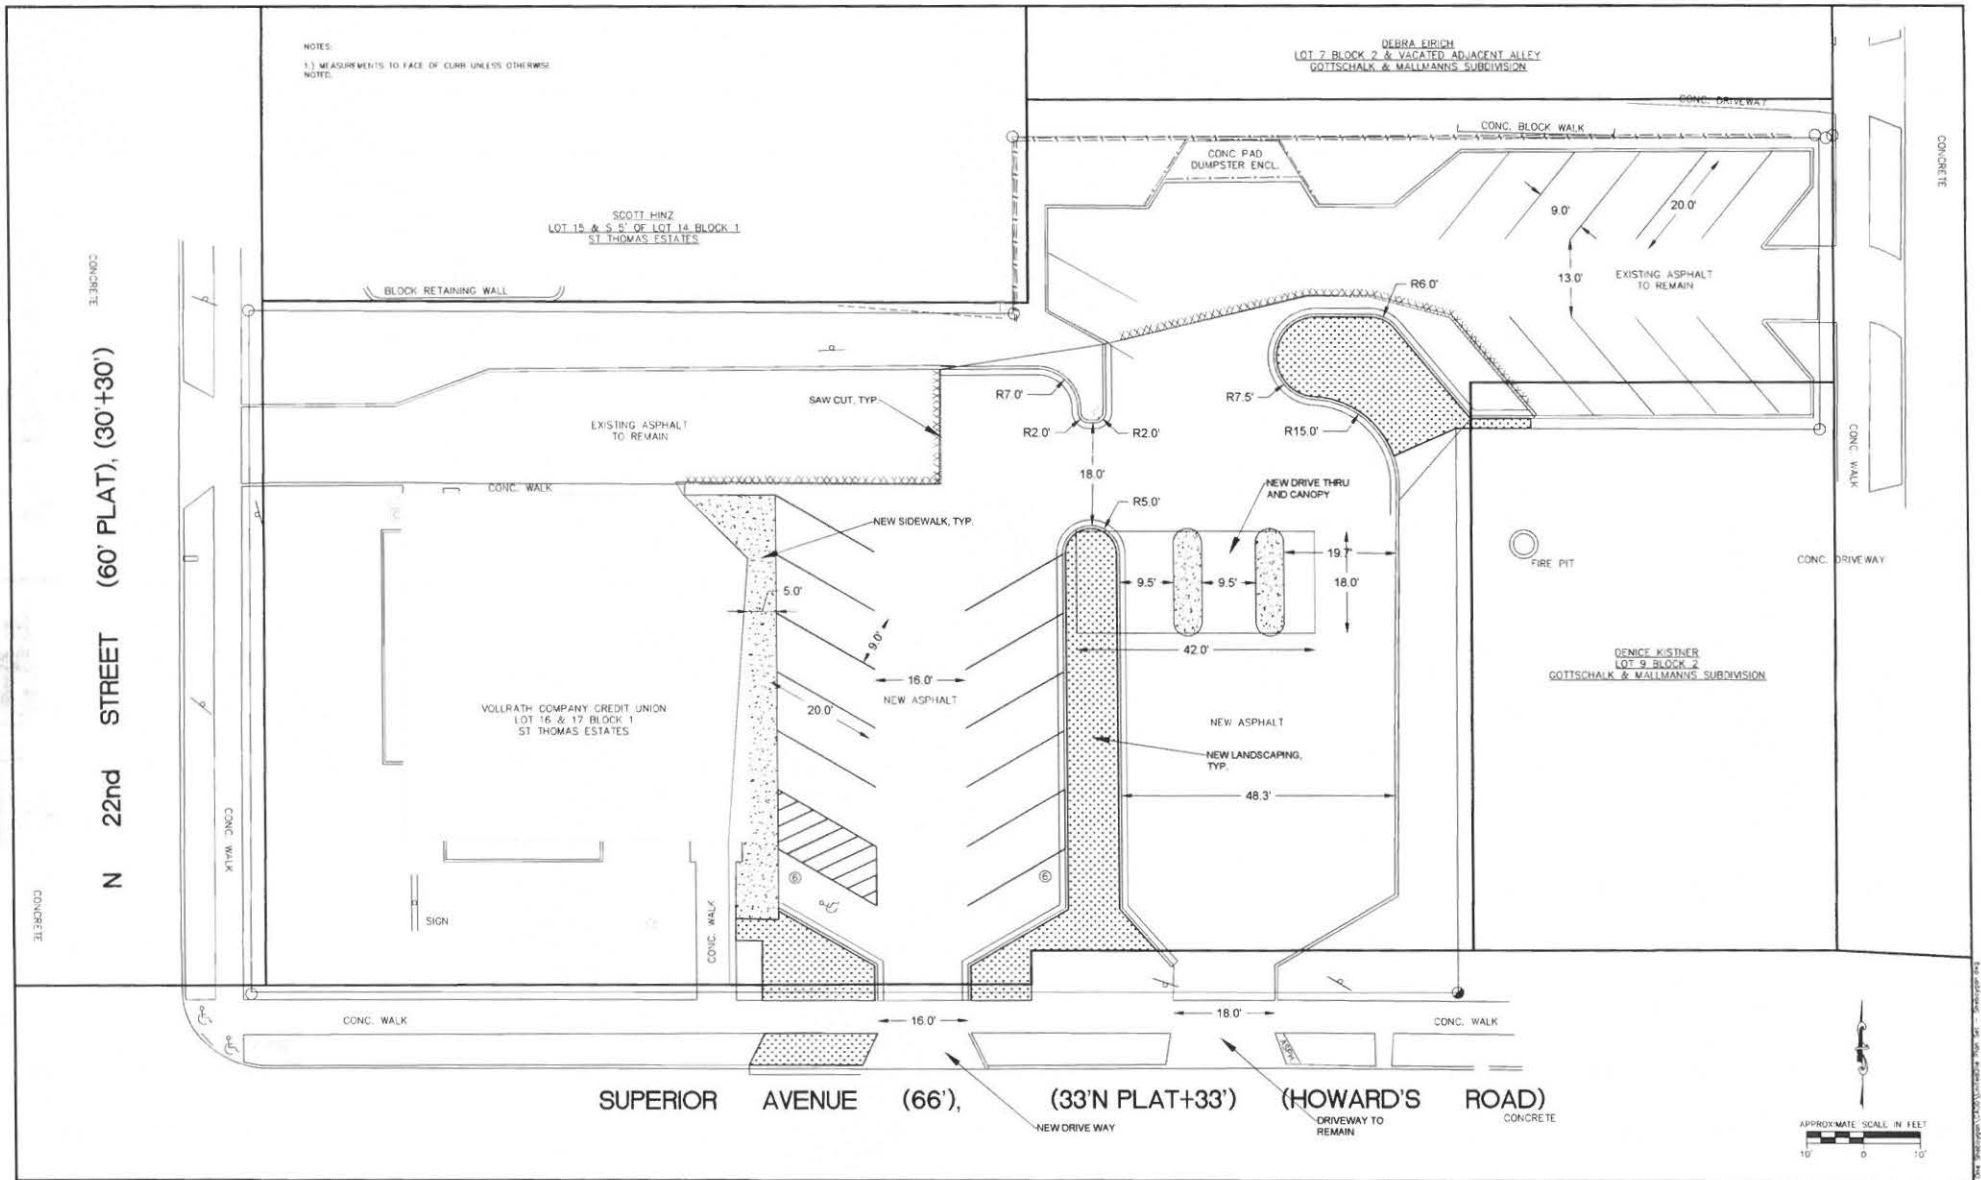 NOTES:
1.) MEASUREMENTS TO FACE OF CURB UNLESS OTHERWISE
NOTED.
DEBRA EIRICH
LOT 7 BLOCK 2 & VACATED ADJACENT ALLEY
GOTTSCHALK & MALLMANNS SUBDIVISION
CONC. DRIVEWAY
CONC. BLOCK WALK
CONC PAD
DUMPSTER ENCL.
CONCRETE
SCOTT HINZ
LOT 15 & S 5' OF LOT 14 BLOCK 1
ST THOMAS ESTATES
9.0'
20.0'
13.0'
EXISTING ASPHALT
TO REMAIN
CONCRETE
BLOCK RETAINING WALL
R6.0'
R7.0'
R7.5'
SAW CUT, TYP.
EXISTING ASPHALT
TO REMAIN
R2.0'
R2.0'
R15.0'
18.0'
CONC. WALK
CONC. WALK
NEW DRIVE THRU
AND CANOPY
R5.0'
NEW SIDEWALK, TYP.
19.7'
FIRE PIT
CONC. DRIVEWAY
9.5'
9.5'
18.0'
5.0'
9.0'
42.0'
16.0'
NEW ASPHALT
20.0'
DENICE KISTNER
LOT 9 BLOCK 2
GOTTSCHALK & MALLMANNS SUBDIVISION
VOLLRATH COMPANY CREDIT UNION
LOT 16 & 17 BLOCK 1
ST THOMAS ESTATES
NEW ASPHALT
NEW LANDSCAPING,
TYP.
48.3'
N 22nd STREET (60' PLAT), (30'+30')
CONC. WALK
6
6
CONCRETE
SIGN
CONC. WALK
CONC. WALK
16.0'
18.0'
CONC. WALK
ASPH.
SUPERIOR AVENUE (66'), (33'N PLAT+33') (HOWARD'S ROAD)
CONCRETE
NEW DRIVE WAY
DRIVEWAY TO
REMAIN
APPROXIMATE SCALE IN FEET
10' 0 10'